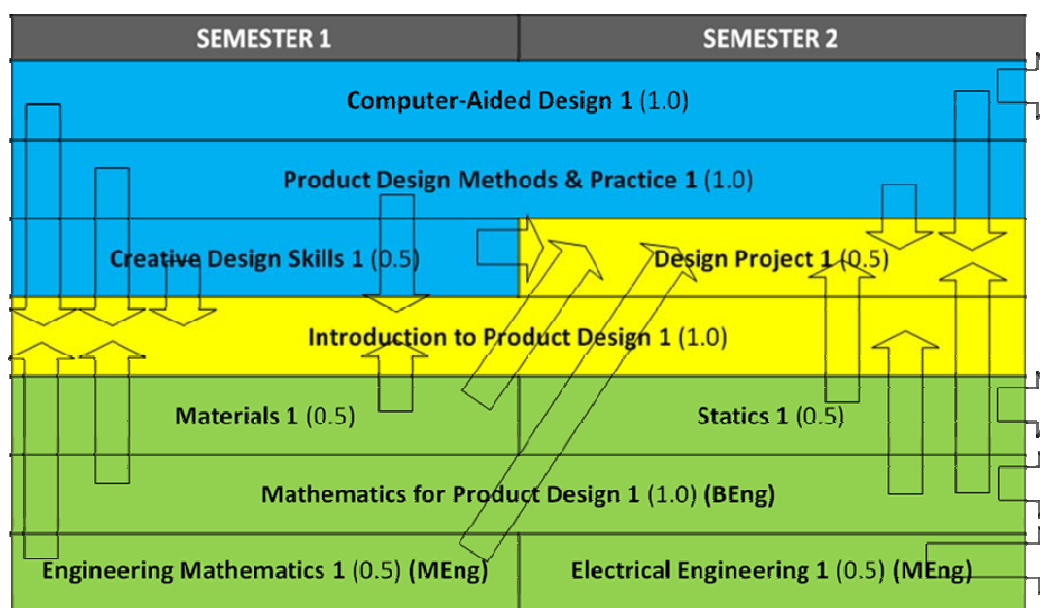 SEMESTER 1 SEMESTER 2
Computer-Aided Design 1 (1.0)
Product Design Methods & Practice 1 (1.0)
Creative Design Skills 1 (0.5) Design Project 1 (0.5)
Introduction to Product Design 1 (1.0)
Materials 1 (0.5) Statics 1 (0.5)
Mathematics for Product Design 1 (1.0) (BEng)
Engineering Mathematics 1 (0.5) (MEng) Electrical Engineering 1 (0.5) (MEng)